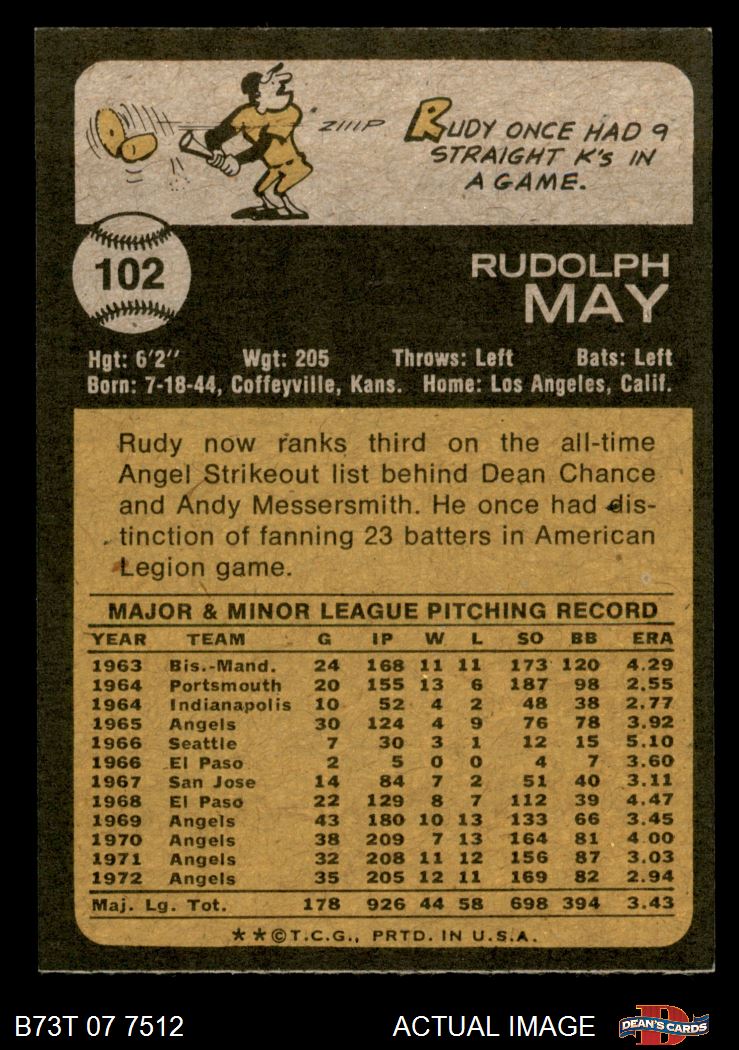 ZIIIP
RUDY ONCE HAD 9
STRAIGHT K's IN
A GAME.
102
RUDOLPH
MAY
Hgt: 6'2" Wgt: 205 Throws: Left Bats: Left
Born: 7-18-44, Coffeyville, Kans. Home: Los Angeles, Calif.
Rudy now ranks third on the all-time
Angel Strikeout list behind Dean Chance
and Andy Messersmith. He once had dis-
tinction of fanning 23 batters in American
Legion game.
MAJOR & MINOR LEAGUE PITCHING RECORD
YEAR TEAM G IP W L SO BB ERA
1963 Bis.-Mand. 24 168 11 11 173 120 4.29
1964 Portsmouth 20 155 13 6 187 98 2.55
1964 Indianapolis 10 52 4 2 48 38 2.77
1965 Angels 30 124 4 9 76 78 3.92
1966 Seattle 7 30 3 1 12 15 5.10
1966 El Paso 2 5 0 0 4 7 3.60
1967 San Jose 14 84 7 2 51 40 3.11
1968 El Paso 22 129 8 7 112 39 4.47
1969 Angels 43 180 10 13 133 66 3.45
1970 Angels 38 209 7 13 164 81 4.00
1971 Angels 32 208 11 12 156 87 3.03
1972 Angels 35 205 12 11 169 82 2.94
Maj. Lg. Tot. 178 926 44 58 698 394 3.43
★★©T.C.G., PRTD. IN U.S.A.
B73T 07 7512 ACTUAL IMAGE
D
DEAN'S CARDS